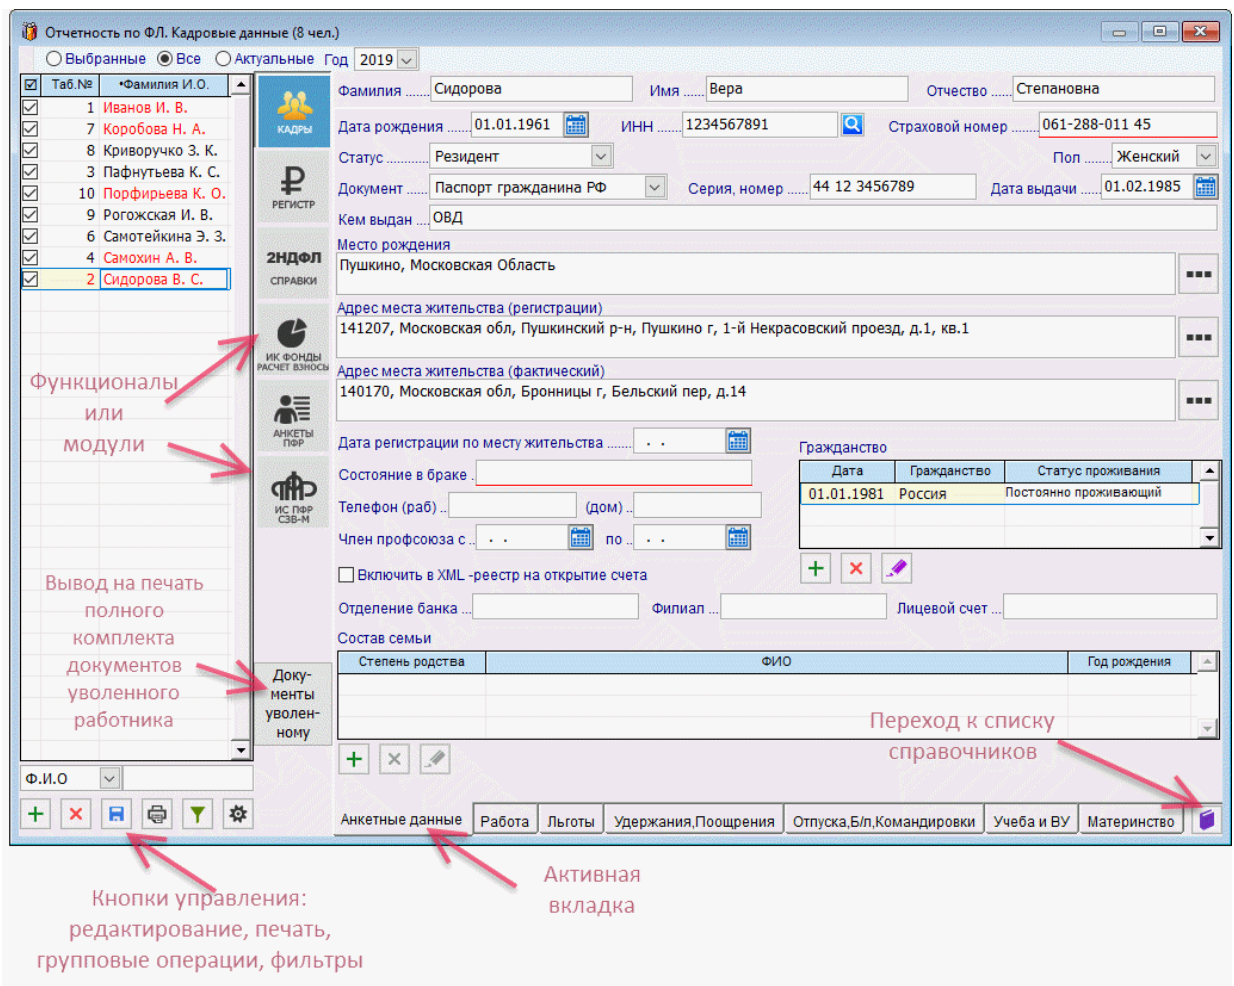 Отчетность по ФЛ. Кадровые данные (8 чел.)
Выбранные Все Актуальные Год 2019
Таб.№ •Фамилия И.О.
1 Иванов И. В.
7 Коробова Н. А.
8 Криворучко З. К.
3 Пафнутьева К. С.
10 Порфирьева К. О.
9 Рогожская И. В.
6 Самотейкина Э. З.
4 Самохин А. В.
2 Сидорова В. С.
Функционалы
или
модули
Вывод на печать
полного
комплекта
документов
уволенного
работника
Ф.И.О
КАДРЫ
РЕГИСТР
2НДФЛ
СПРАВКИ
ИК ФОНДЫ
РАСЧЕТ ВЗНОСЫ
АНКЕТЫ
ПФР
ИС ПФР
СЗВ-М
Доку-
менты
уволен-
ному
Фамилия ...... Сидорова Имя ...... Вера Отчество ..... Степановна
Дата рождения ...... 01.01.1961 ИНН ...... 1234567891 Страховой номер ....... 061-288-011 45
Статус ............ Резидент Пол ........ Женский
Документ ...... Паспорт гражданина РФ Серия, номер ..... 44 12 3456789 Дата выдачи ..... 01.02.1985
Кем выдан .... ОВД
Место рождения
Пушкино, Московская Область
Адрес места жительства (регистрации)
141207, Московская обл, Пушкинский р-н, Пушкино г, 1-й Некрасовский проезд, д.1, кв.1
Адрес места жительства (фактический)
140170, Московская обл, Бронницы г, Бельский пер, д.14
Дата регистрации по месту жительства ....... . .
Состояние в браке .
Телефон (раб) .. (дом) ..
Член профсоюза с .. . . по .. . .
Включить в XML -реестр на открытие счета
Гражданство
Дата Гражданство Статус проживания
01.01.1981 Россия Постоянно проживающий
Отделение банка ... Филиал ... Лицевой счет ...
Состав семьи
Степень родства ФИО Год рождения
Переход к списку
справочников
Анкетные данные Работа Льготы Удержания,Поощрения Отпуска,Б/л,Командировки Учеба и ВУ Материнство
Активная
вкладка
Кнопки управления:
редактирование, печать,
групповые операции, фильтры